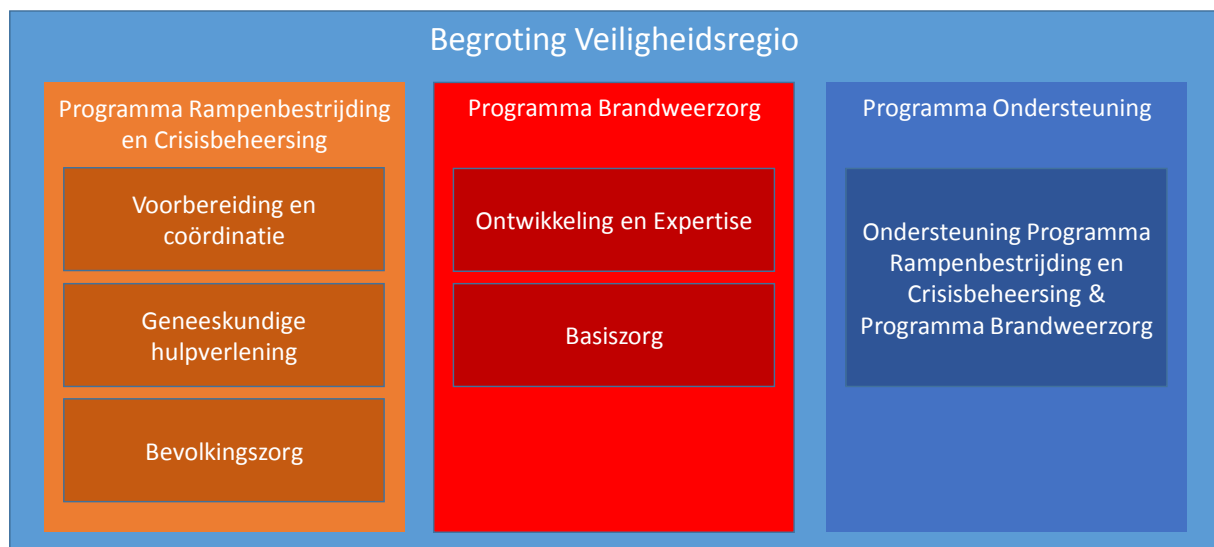 Begroting Veiligheidsregio
Programma Rampenbestrijding
en Crisisbeheersing
Voorbereiding en
coördinatie
Geneeskundige
hulpverlening
Bevolkingszorg
Programma Brandweerzorg
Ontwikkeling en Expertise
Basiszorg
Programma Ondersteuning
Ondersteuning Programma
Rampenbestrijding en
Crisisbeheersing &
Programma Brandweerzorg